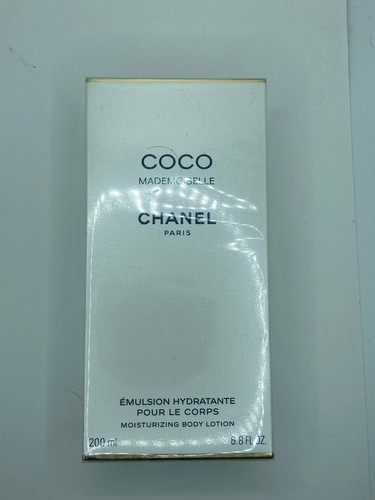 COCO
MADEMOISELLE
CHANEL
PARIS
ÉMULSION HYDRATANTE
POUR LE CORPS
MOISTURIZING BODY LOTION
200 ml 6.8 FL. OZ.